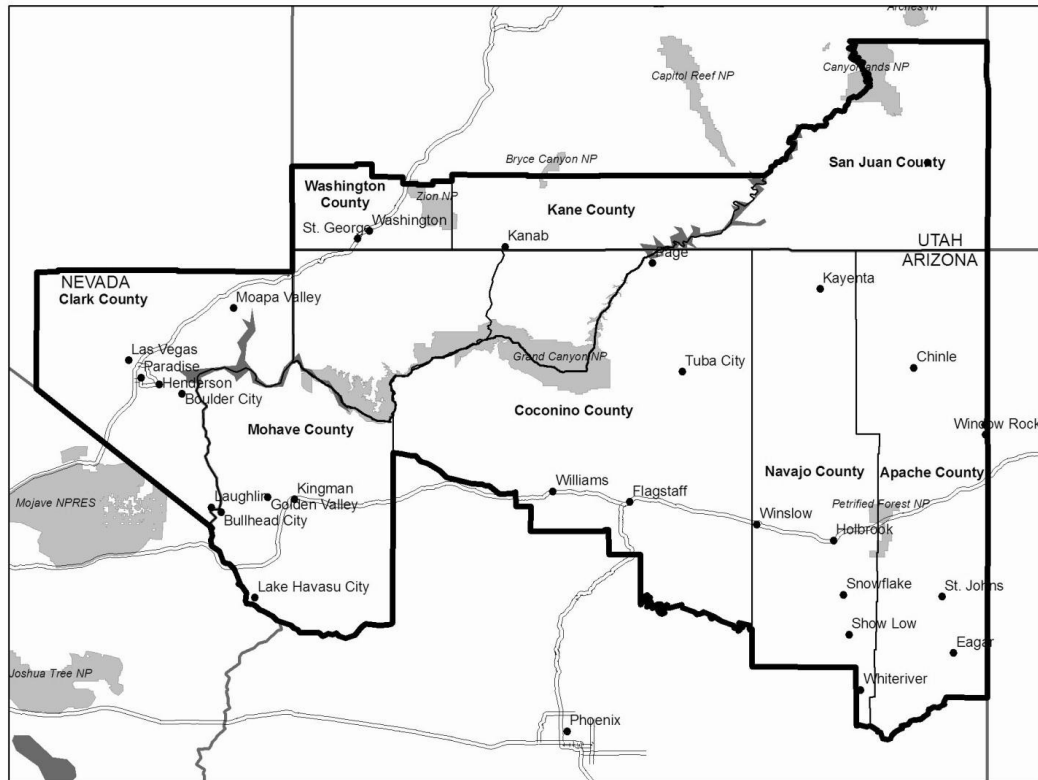 Arches NP
Capitol Reef NP
Canyonlands NP
Bryce Canyon NP
San Juan County
Washington
County
Zion NP
Kane County
Washington
St. George
Kanab
UTAH
ARIZONA
Page
NEVADA
Clark County
Kayenta
Moapa Valley
Las Vegas
Paradise
Henderson
Boulder City
Grand Canyon NP
Tuba City
Chinle
Coconino County
Mohave County
Window Rock
Navajo County
Apache County
Mojave NPRES
Laughlin
Kingman
Golden Valley
Bullhead City
Williams
Flagstaff
Petrified Forest NP
Winslow
Holbrook
Lake Havasu City
Snowflake
St. Johns
Show Low
Eagar
Joshua Tree NP
Whiteriver
Phoenix